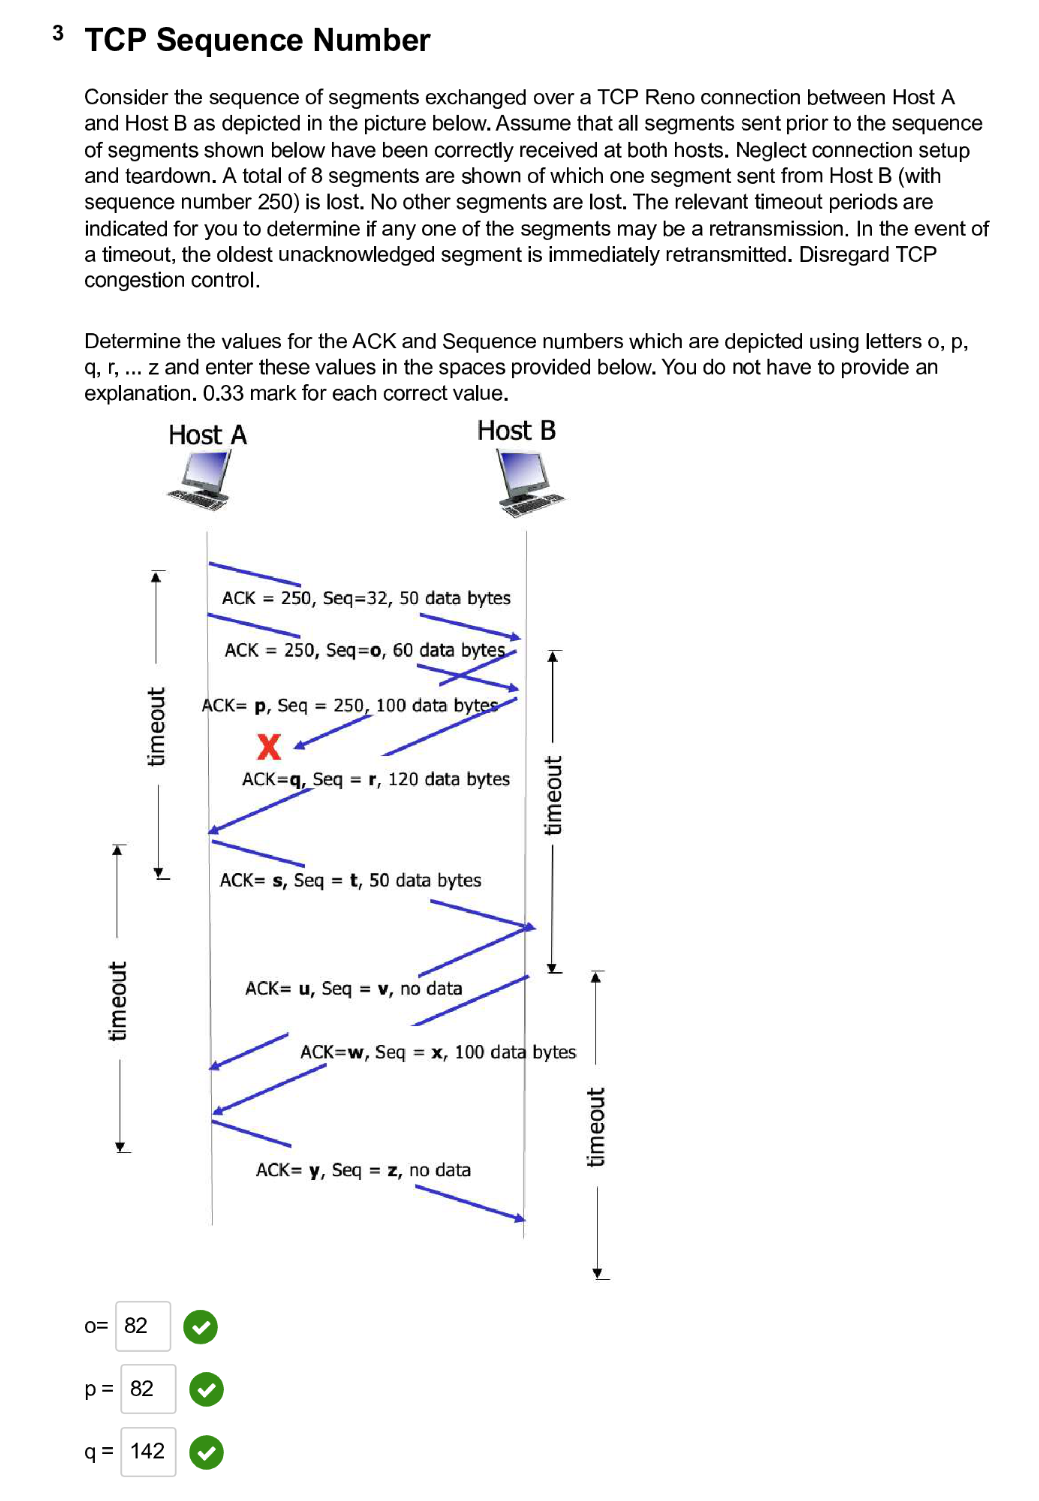 3 TCP Sequence Number
Consider the sequence of segments exchanged over a TCP Reno connection between Host A
and Host B as depicted in the picture below. Assume that all segments sent prior to the sequence
of segments shown below have been correctly received at both hosts. Neglect connection setup
and teardown. A total of 8 segments are shown of which one segment sent from Host B (with
sequence number 250) is lost. No other segments are lost. The relevant timeout periods are
indicated for you to determine if any one of the segments may be a retransmission. In the event of
a timeout, the oldest unacknowledged segment is immediately retransmitted. Disregard TCP
congestion control.
Determine the values for the ACK and Sequence numbers which are depicted using letters o, p,
q, r, ... z and enter these values in the spaces provided below. You do not have to provide an
explanation. 0.33 mark for each correct value.
Host A
Host B
ACK = 250, Seq=32, 50 data bytes
ACK = 250, Seq=o, 60 data bytes
ACK= p, Seq = 250, 100 data bytes
timeout
X
ACK=q, Seq = r, 120 data bytes
timeout
ACK= s, Seq = t, 50 data bytes
timeout
ACK= u, Seq = v, no data
ACK=w, Seq = x, 100 data bytes
timeout
ACK= y, Seq = z, no data
o= 82
p = 82
q = 142